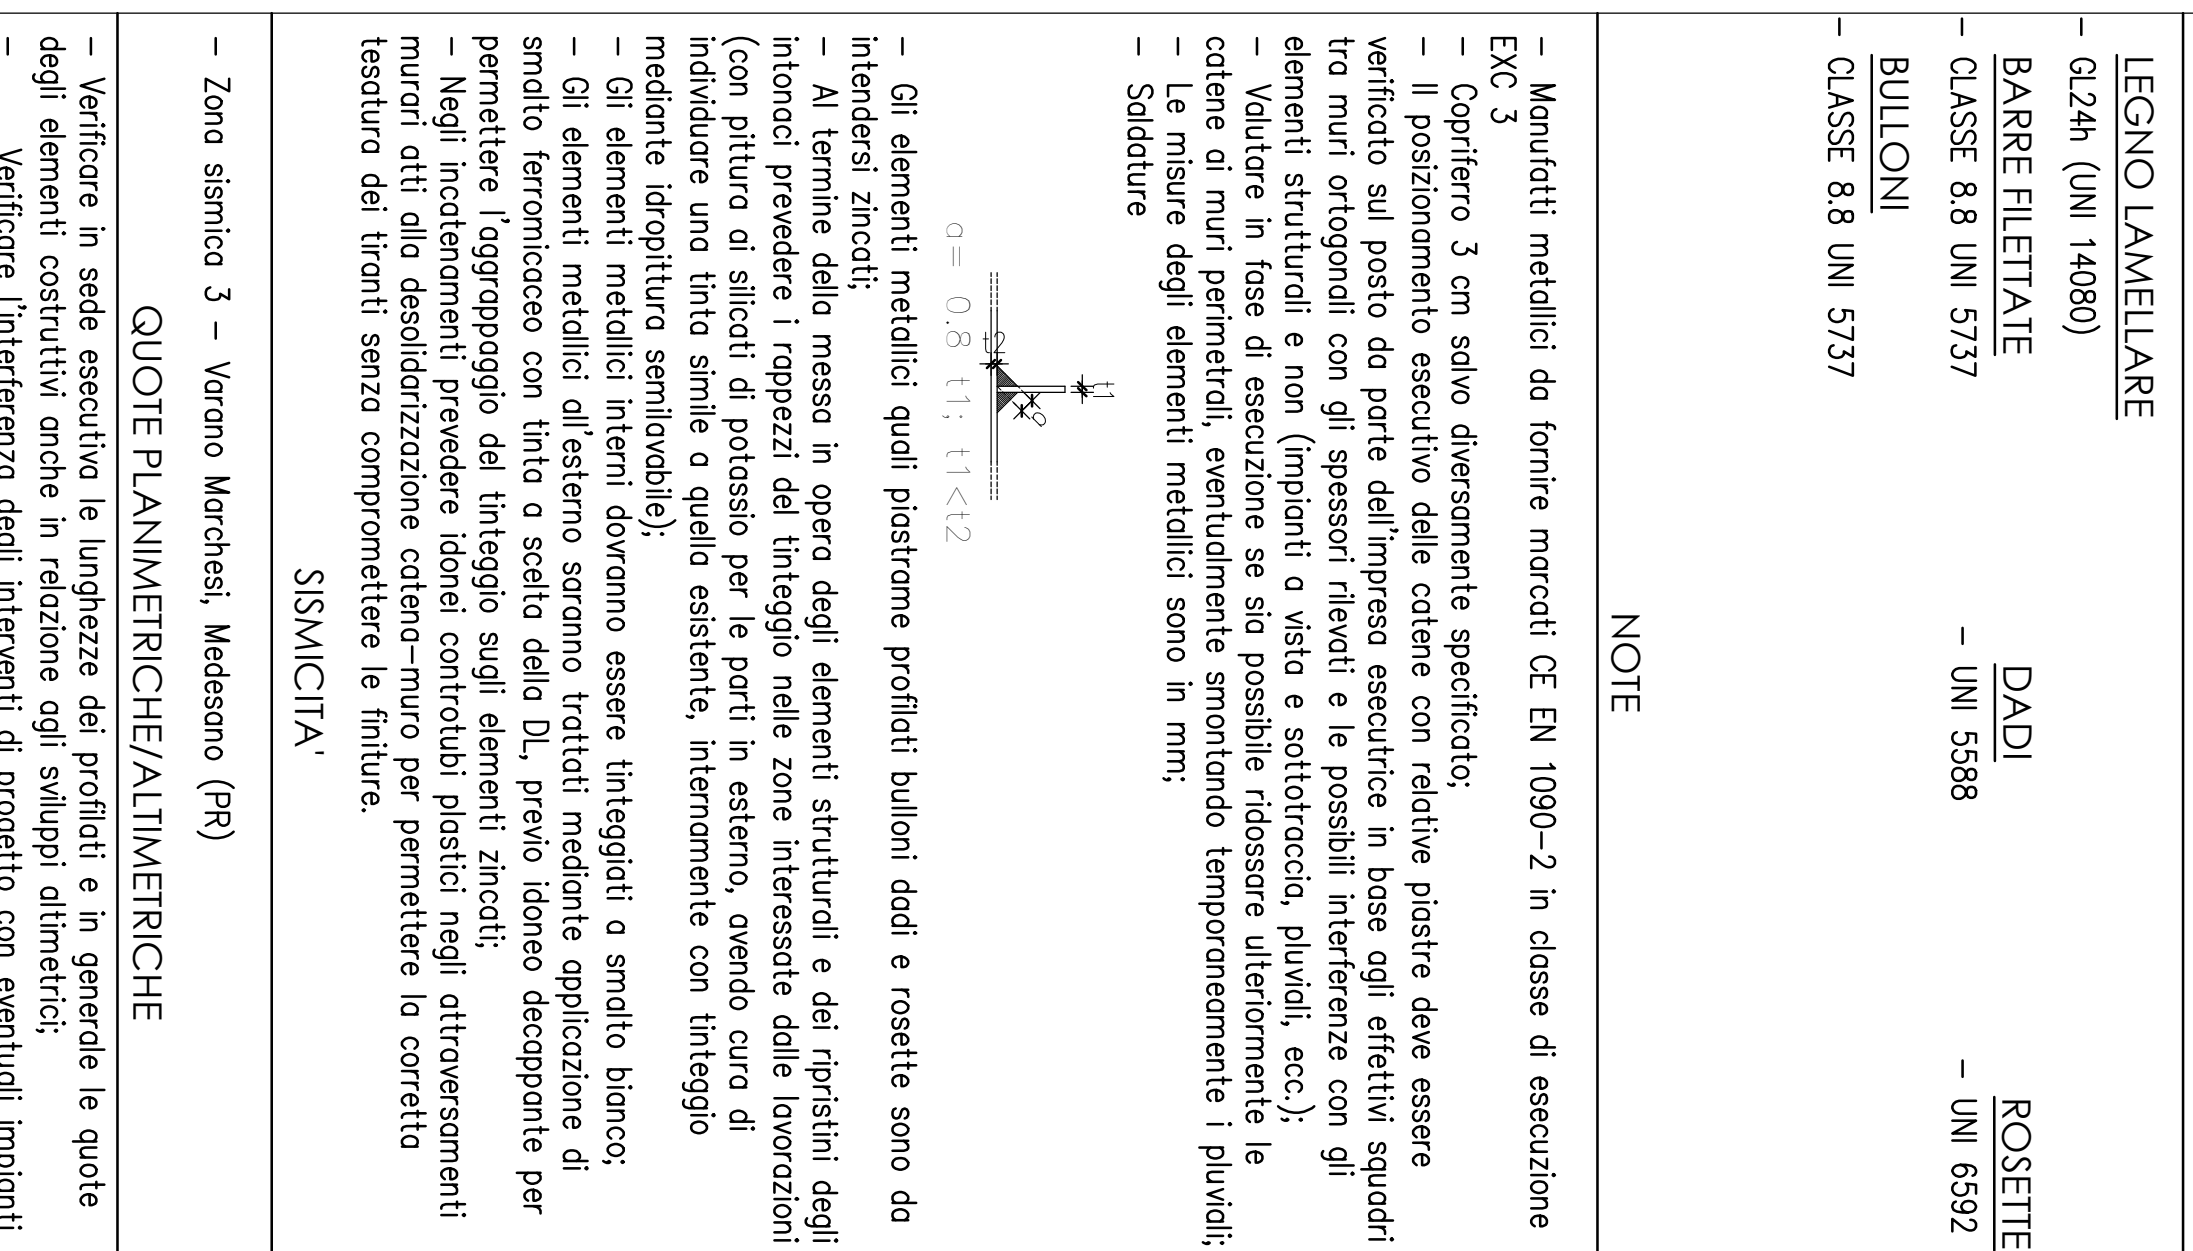 LEGNO LAMELLARE
- GL24h (UNI 14080)
BARRE FILETTATE DADI ROSETTE
- CLASSE 8.8 UNI 5737 - UNI 5588 - UNI 6592
BULLONI
- CLASSE 8.8 UNI 5737
NOTE
- Manufatti metallici da fornire marcati CE EN 1090-2 in classe di esecuzione
EXC 3
- Copriferro 3 cm salvo diversamente specificato;
- Il posizionamento esecutivo delle catene con relative piastre deve essere
verificato sul posto da parte dell'impresa esecutrice in base agli effettivi squadri
tra muri ortogonali con gli spessori rilevati e le possibili interferenze con gli
elementi strutturali e non (impianti a vista e sottotraccia, pluviali, ecc.);
- Valutare in fase di esecuzione se sia possibile ridossare ulteriormente le
catene ai muri perimetrali, eventualmente smontando temporaneamente i pluviali;
- Le misure degli elementi metallici sono in mm;
- Saldature
t1
a
t2
a= 0.8 t1; t1<t2
- Gli elementi metallici quali piastrame profilati bulloni dadi e rosette sono da
intendersi zincati;
- Al termine della messa in opera degli elementi strutturali e dei ripristini degli
intonaci prevedere i rappezzi del tinteggio nelle zone interessate dalle lavorazioni
(con pittura ai silicati di potassio per le parti in esterno, avendo cura di
individuare una tinta simile a quella esistente, internamente con tinteggio
mediante idropittura semilavabile);
- Gli elementi metallici interni dovranno essere tinteggiati a smalto bianco;
- Gli elementi metallici all'esterno saranno trattati mediante applicazione di
smalto ferromicaceo con tinta a scelta della DL, previo idoneo decappante per
permettere l'aggrappaggio del tinteggio sugli elementi zincati;
- Negli incatenamenti prevedere idonei controtubi plastici negli attraversamenti
murari atti alla desolidarizzazione catena-muro per permettere la corretta
tesatura dei tiranti senza compromettere le finiture.
SISMICITA'
- Zona sismica 3 - Varano Marchesi, Medesano (PR)
QUOTE PLANIMETRICHE/ALTIMETRICHE
- Verificare in sede esecutiva le lunghezze dei profilati e in generale le quote
degli elementi costruttivi anche in relazione agli sviluppi altimetrici;
- Verificare l'interferenza degli interventi di progetto con eventuali impianti